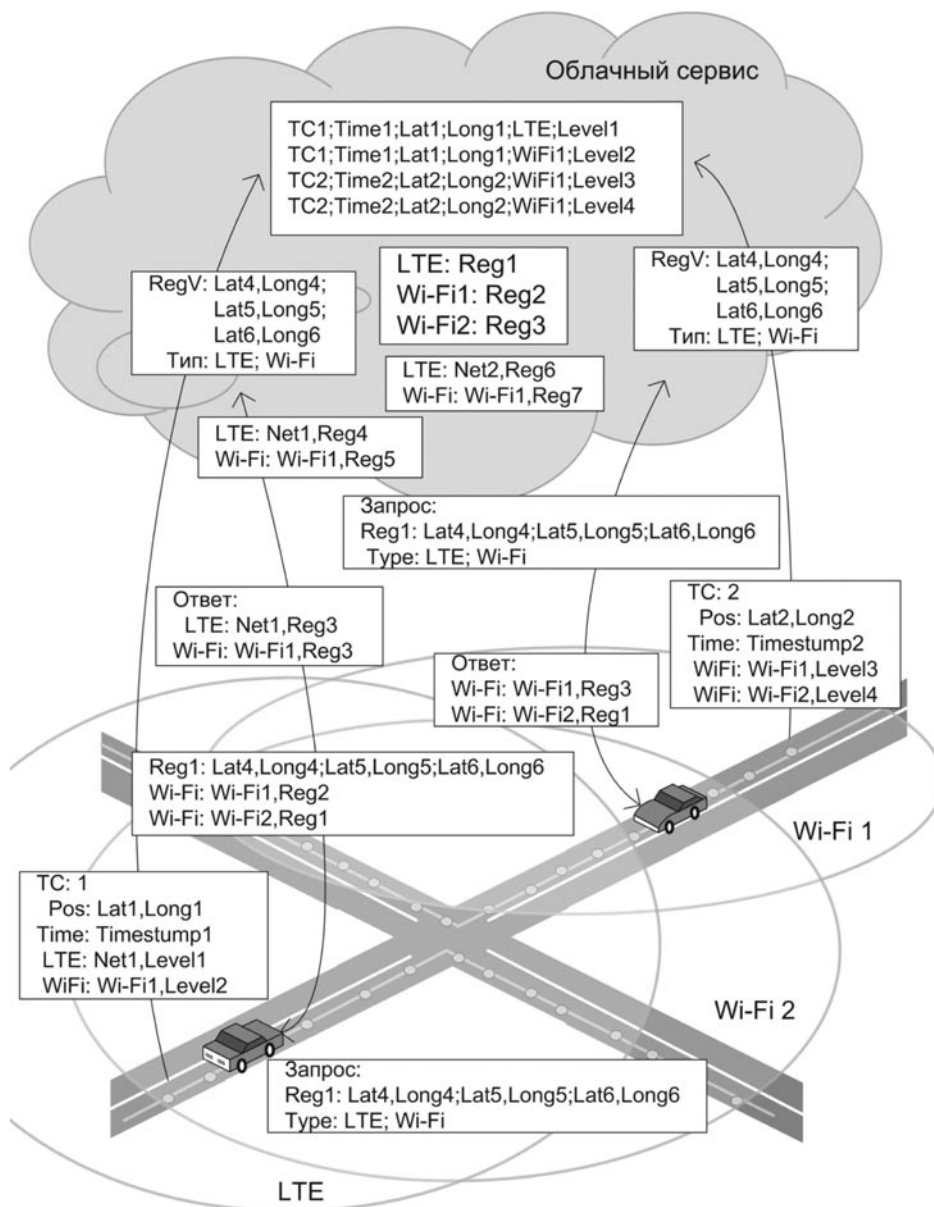 Облачный сервис
TC1;Time1;Lat1;Long1;LTE;Level1
TC1;Time1;Lat1;Long1;WiFi1;Level2
TC2;Time2;Lat2;Long2;WiFi1;Level3
TC2;Time2;Lat2;Long2;WiFi1;Level4
RegV: Lat4,Long4;
Lat5,Long5;
Lat6,Long6
Тип: LTE; Wi-Fi
LTE: Reg1
Wi-Fi1: Reg2
Wi-Fi2: Reg3
RegV: Lat4,Long4;
Lat5,Long5;
Lat6,Long6
Тип: LTE; Wi-Fi
LTE: Net2,Reg6
Wi-Fi: Wi-Fi1,Reg7
LTE: Net1,Reg4
Wi-Fi: Wi-Fi1,Reg5
Запрос:
Reg1: Lat4,Long4;Lat5,Long5;Lat6,Long6
Type: LTE; Wi-Fi
Ответ:
LTE: Net1,Reg3
Wi-Fi: Wi-Fi1,Reg3
Ответ:
Wi-Fi: Wi-Fi1,Reg3
Wi-Fi: Wi-Fi2,Reg1
TC: 2
Pos: Lat2,Long2
Time: Timestump2
WiFi: Wi-Fi1,Level3
WiFi: Wi-Fi2,Level4
Reg1: Lat4,Long4;Lat5,Long5;Lat6,Long6
Wi-Fi: Wi-Fi1,Reg2
Wi-Fi: Wi-Fi2,Reg1
Wi-Fi 1
TC: 1
Pos: Lat1,Long1
Time: Timestump1
LTE: Net1,Level1
WiFi: Wi-Fi1,Level2
Wi-Fi 2
Запрос:
Reg1: Lat4,Long4;Lat5,Long5;Lat6,Long6
Type: LTE; Wi-Fi
LTE